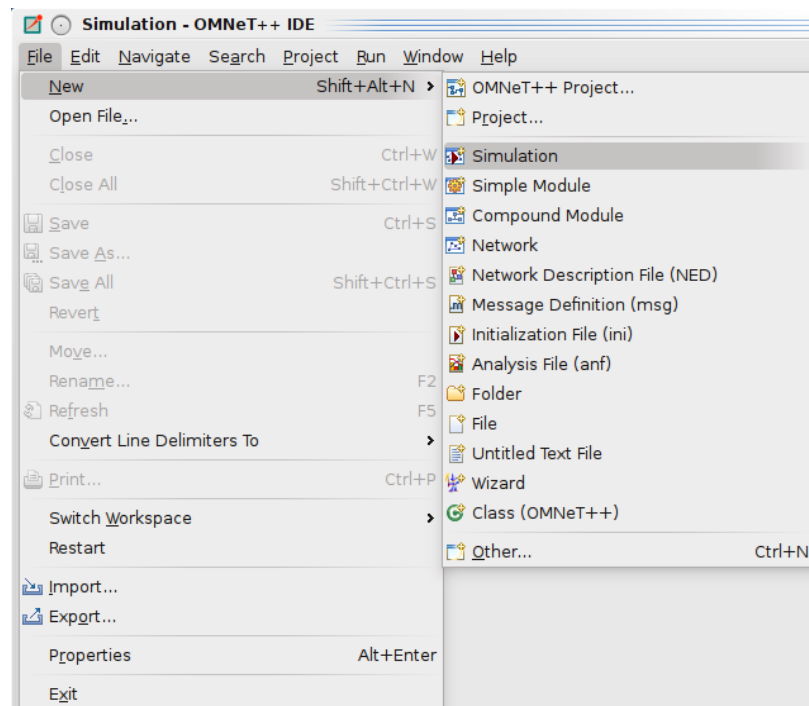 Simulation - OMNeT++ IDE
File Edit Navigate Search Project Run Window Help
New Shift+Alt+N
Open File...
Close Ctrl+W
Close All Shift+Ctrl+W
Save Ctrl+S
Save As...
Save All Shift+Ctrl+S
Revert
Move...
Rename... F2
Refresh F5
Convert Line Delimiters To
Print... Ctrl+P
Switch Workspace
Restart
Import...
Export...
Properties Alt+Enter
Exit
OMNeT++ Project...
Project...
Simulation
Simple Module
Compound Module
Network
Network Description File (NED)
Message Definition (msg)
Initialization File (ini)
Analysis File (anf)
Folder
File
Untitled Text File
Wizard
Class (OMNeT++)
Other... Ctrl+N